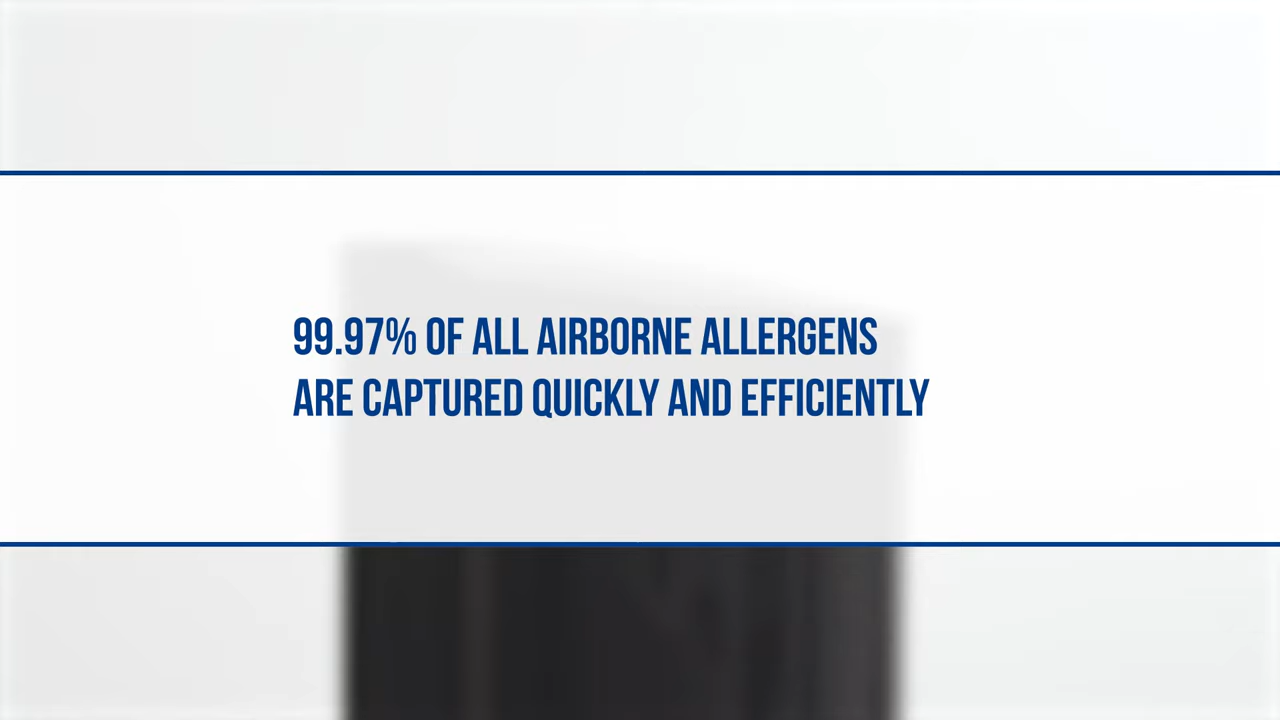 99.97% OF ALL AIRBORNE ALLERGENS
ARE CAPTURED QUICKLY AND EFFICIENTLY